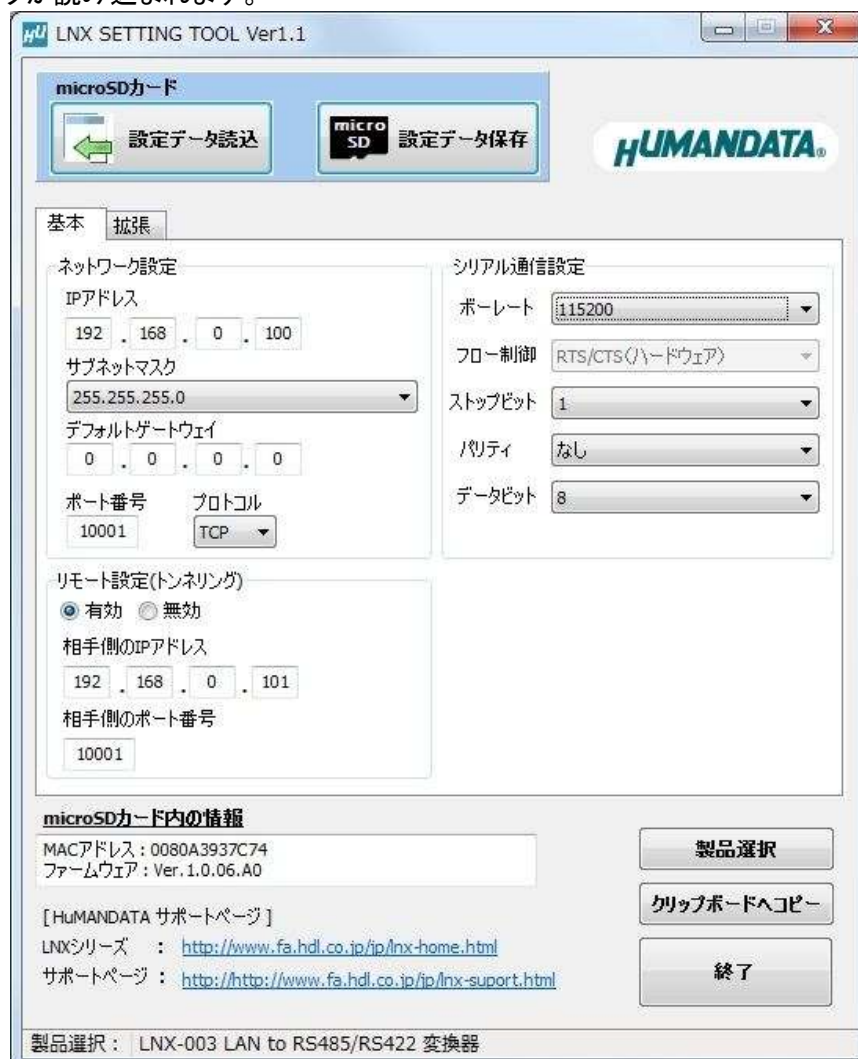 が読み込まれます。
LNX SETTING TOOL Ver1.1
microSDカード
設定データ読込
micro SD 設定データ保存
HUMANDATA®
基本 拡張
ネットワーク設定
IPアドレス
192 . 168 . 0 . 100
サブネットマスク
255.255.255.0
デフォルトゲートウェイ
0 . 0 . 0 . 0
ポート番号 プロトコル
10001 TCP
シリアル通信設定
ボーレート 115200
フロー制御 RTS/CTS(ハードウェア)
ストップビット 1
パリティ なし
データビット 8
リモート設定(トンネリング)
有効 無効
相手側のIPアドレス
192 . 168 . 0 . 101
相手側のポート番号
10001
microSDカード内の情報
MACアドレス : 0080A3937C74
ファームウェア : Ver.1.0.06.A0
[HuMANDATA サポートページ]
LNXシリーズ : http://www.fa.hdl.co.jp/jp/lnx-home.html
サポートページ : http://http://www.fa.hdl.co.jp/jp/lnx-suport.html
製品選択
クリップボードへコピー
終了
製品選択 : LNX-003 LAN to RS485/RS422 変換器